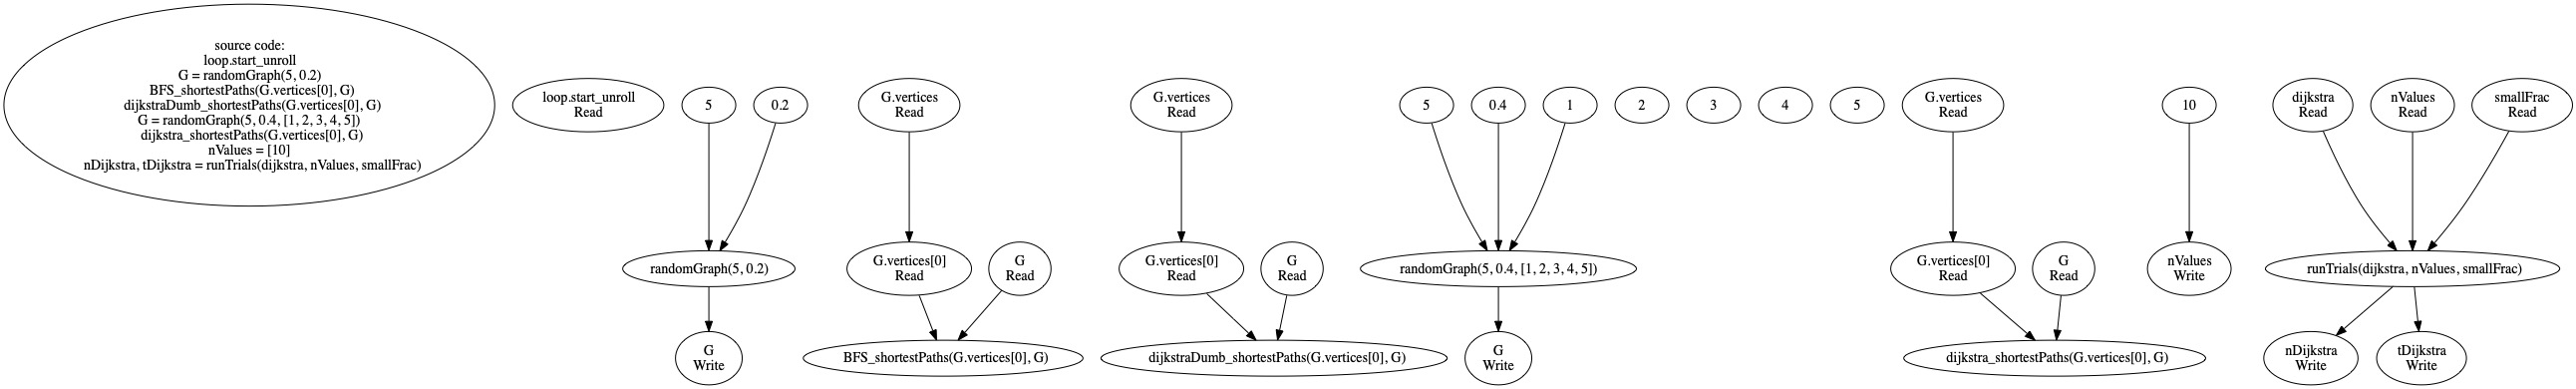 source code:
loop.start_unroll
G = randomGraph(5, 0.2)
BFS_shortestPaths(G.vertices[0], G)
dijkstraDumb_shortestPaths(G.vertices[0], G)
G = randomGraph(5, 0.4, [1, 2, 3, 4, 5])
dijkstra_shortestPaths(G.vertices[0], G)
nValues = [10]
nDijkstra, tDijkstra = runTrials(dijkstra, nValues, smallFrac)
loop.start_unroll
Read
5
0.2
G.vertices
Read
G.vertices
Read
5
0.4
1
2
3
4
5
G.vertices
Read
10
dijkstra
Read
nValues
Read
smallFrac
Read
randomGraph(5, 0.2)
G.vertices[0]
Read
G
Read
G.vertices[0]
Read
G
Read
randomGraph(5, 0.4, [1, 2, 3, 4, 5])
G.vertices[0]
Read
G
Read
nValues
Write
runTrials(dijkstra, nValues, smallFrac)
G
Write
BFS_shortestPaths(G.vertices[0], G)
dijkstraDumb_shortestPaths(G.vertices[0], G)
G
Write
dijkstra_shortestPaths(G.vertices[0], G)
nDijkstra
Write
tDijkstra
Write